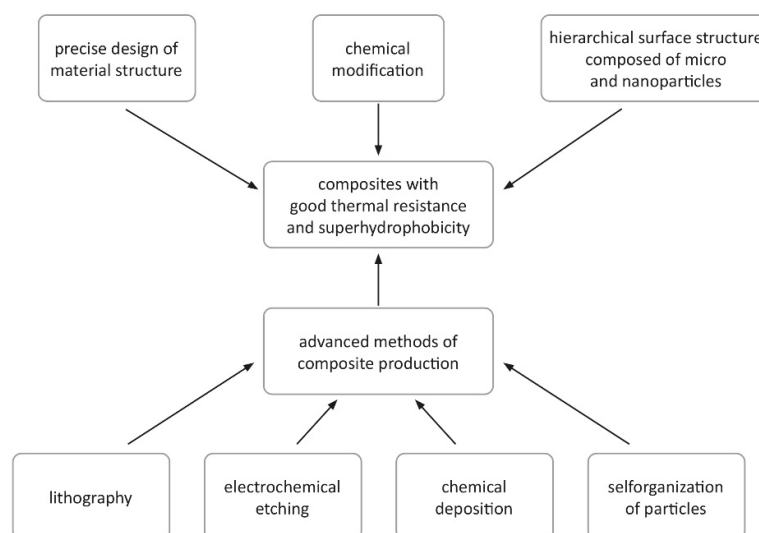 precise design of
material structure
chemical
modification
hierarchical surface structure
composed of micro
and nanoparticles
composites with
good thermal resistance
and superhydrophobicity
advanced methods of
composite production
lithography
electrochemical
etching
chemical
deposition
selforganization
of particles